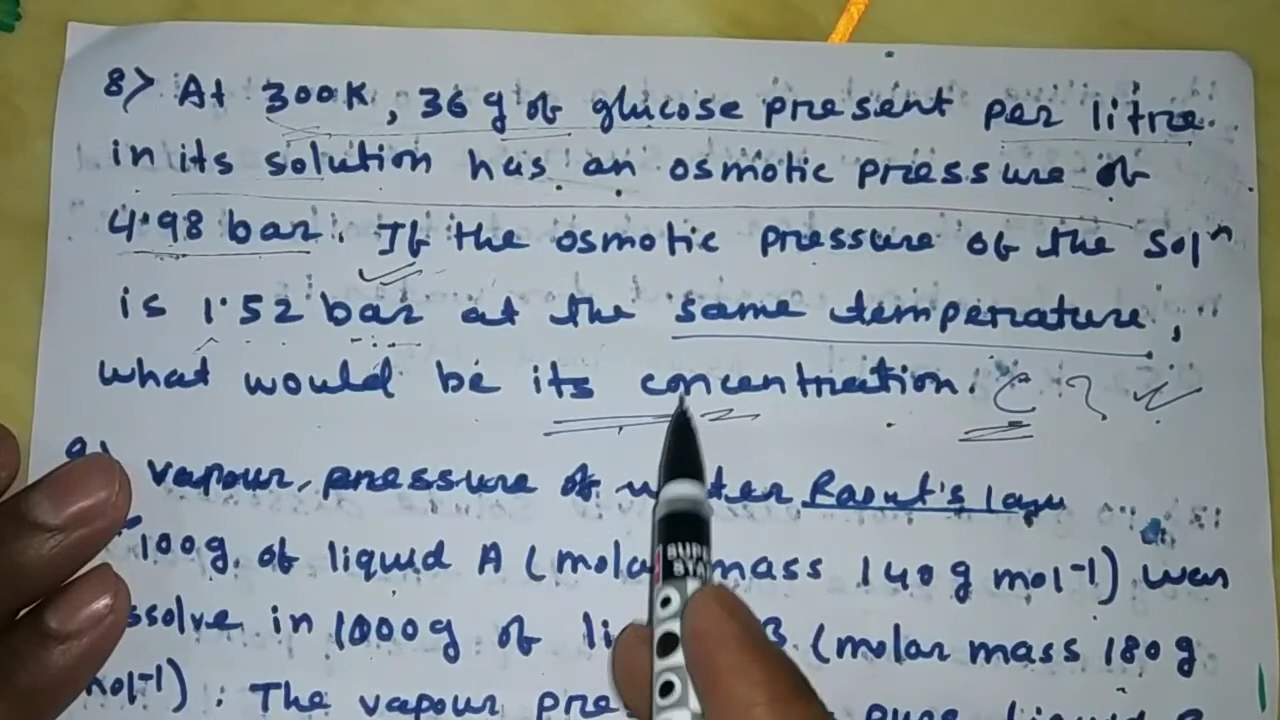 8) At 300K, 36g of glucose present per litre.
in its solution has an osmotic pressure of
4.98 bar. If the osmotic pressure of the solⁿ
is 1.52 bar at the same temperature,
what would be its concentration. C ?
9) vapour pressure of Raoult's law
100g of liquid A (molar mass 140 g mol⁻¹) was
in 1000g of (molar mass 180 g
mol⁻¹). The vapour